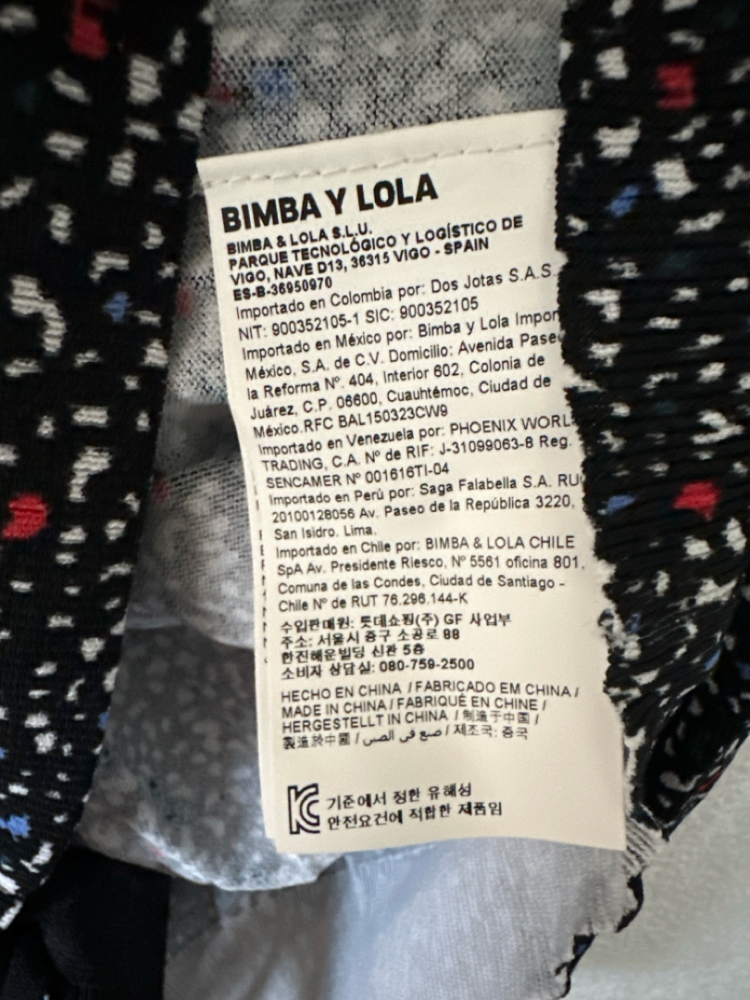 BIMBA Y LOLA
BIMBA & LOLA S.L.U.
PARQUE TECNOLÓGICO Y LOGÍSTICO DE
VIGO, NAVE D13, 36315 VIGO - SPAIN
ES-B-36950970
Importado en Colombia por: Dos Jotas S.A.S.
NIT: 900352105-1 SIC: 900352105
Importado en México por: Bimba y Lola Impor
México, S.A. de C.V. Domicilio: Avenida Pase
la Reforma Nº. 404, Interior 602, Colonia de
Juárez, C.P. 06600, Cuauhtémoc, Ciudad de
México.RFC BAL150323CW9
Importado en Venezuela por: PHOENIX WORL
TRADING, C.A. Nº de RIF: J-31099063-8 Reg.
SENCAMER Nº 001616TI-04
Importado en Perú por: Saga Falabella S.A. RU
20100128056 Av. Paseo de la República 3220,
San Isidro. Lima.
Importado en Chile por: BIMBA & LOLA CHILE
SpA Av. Presidente Riesco, Nº 5561 oficina 801,
Comuna de las Condes, Ciudad de Santiago -
Chile Nº de RUT 76.296.144-K
수입판매원: 롯데쇼핑(주) GF 사업부
주소: 서울시 중구 소공로 88
한진해운빌딩 신관 5층
소비자 상담실: 080-759-2500
HECHO EN CHINA / FABRICADO EM CHINA /
MADE IN CHINA / FABRIQUÉ EN CHINE /
HERGESTELLT IN CHINA / 制造于中国 /
製造於中國 / صنع في الصين / 제조국: 중국
기준에서 정한 유해성
안전요건에 적합한 제품임